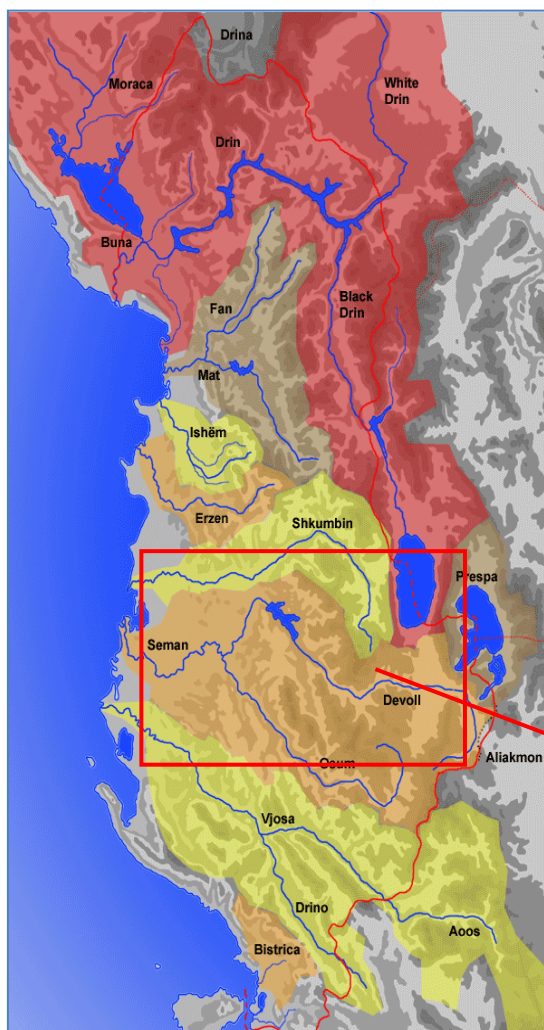 Drina
Moraca
White
Drin
Drin
Buna
Black
Drin
Fan
Mat
Ishëm
Erzen
Shkumbin
Prespa
Seman
Devoll
Aliakmon
Osum
Vjosa
Drino
Aoos
Bistrica